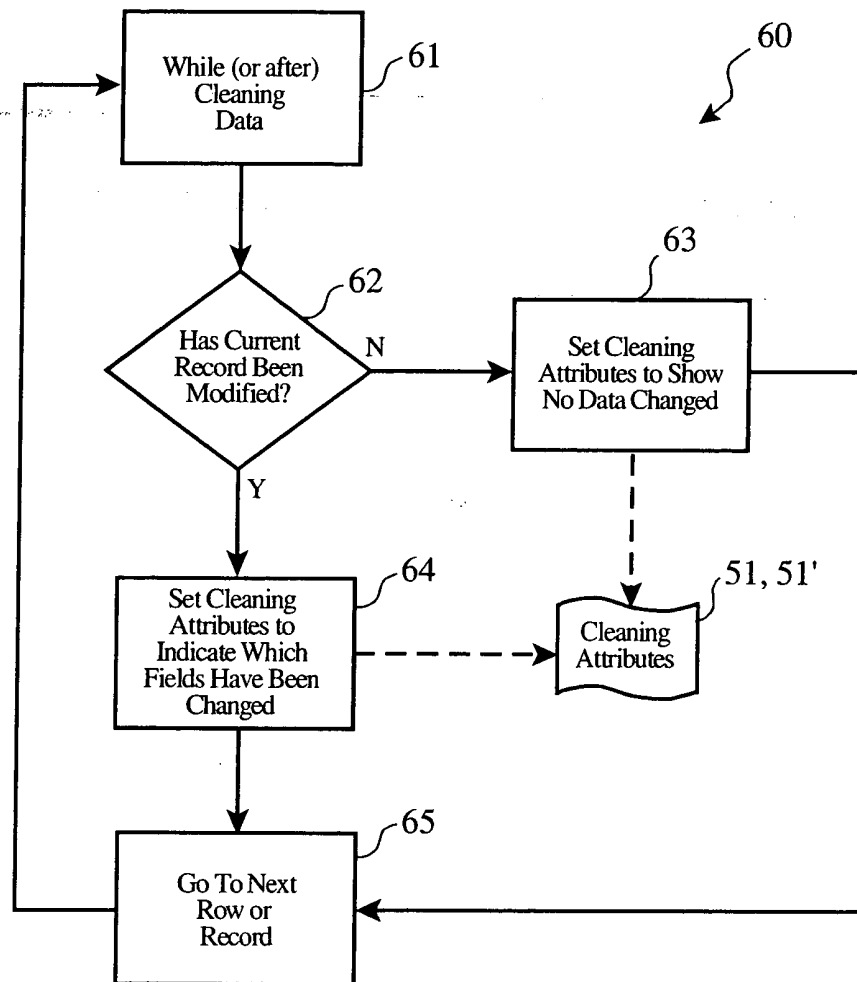 60
61
While (or after)
Cleaning
Data
62
Has Current
Record Been
Modified?
N
Y
63
Set Cleaning
Attributes to Show
No Data Changed
64
Set Cleaning
Attributes to
Indicate Which
Fields Have Been
Changed
51, 51'
Cleaning
Attributes
65
Go To Next
Row or
Record